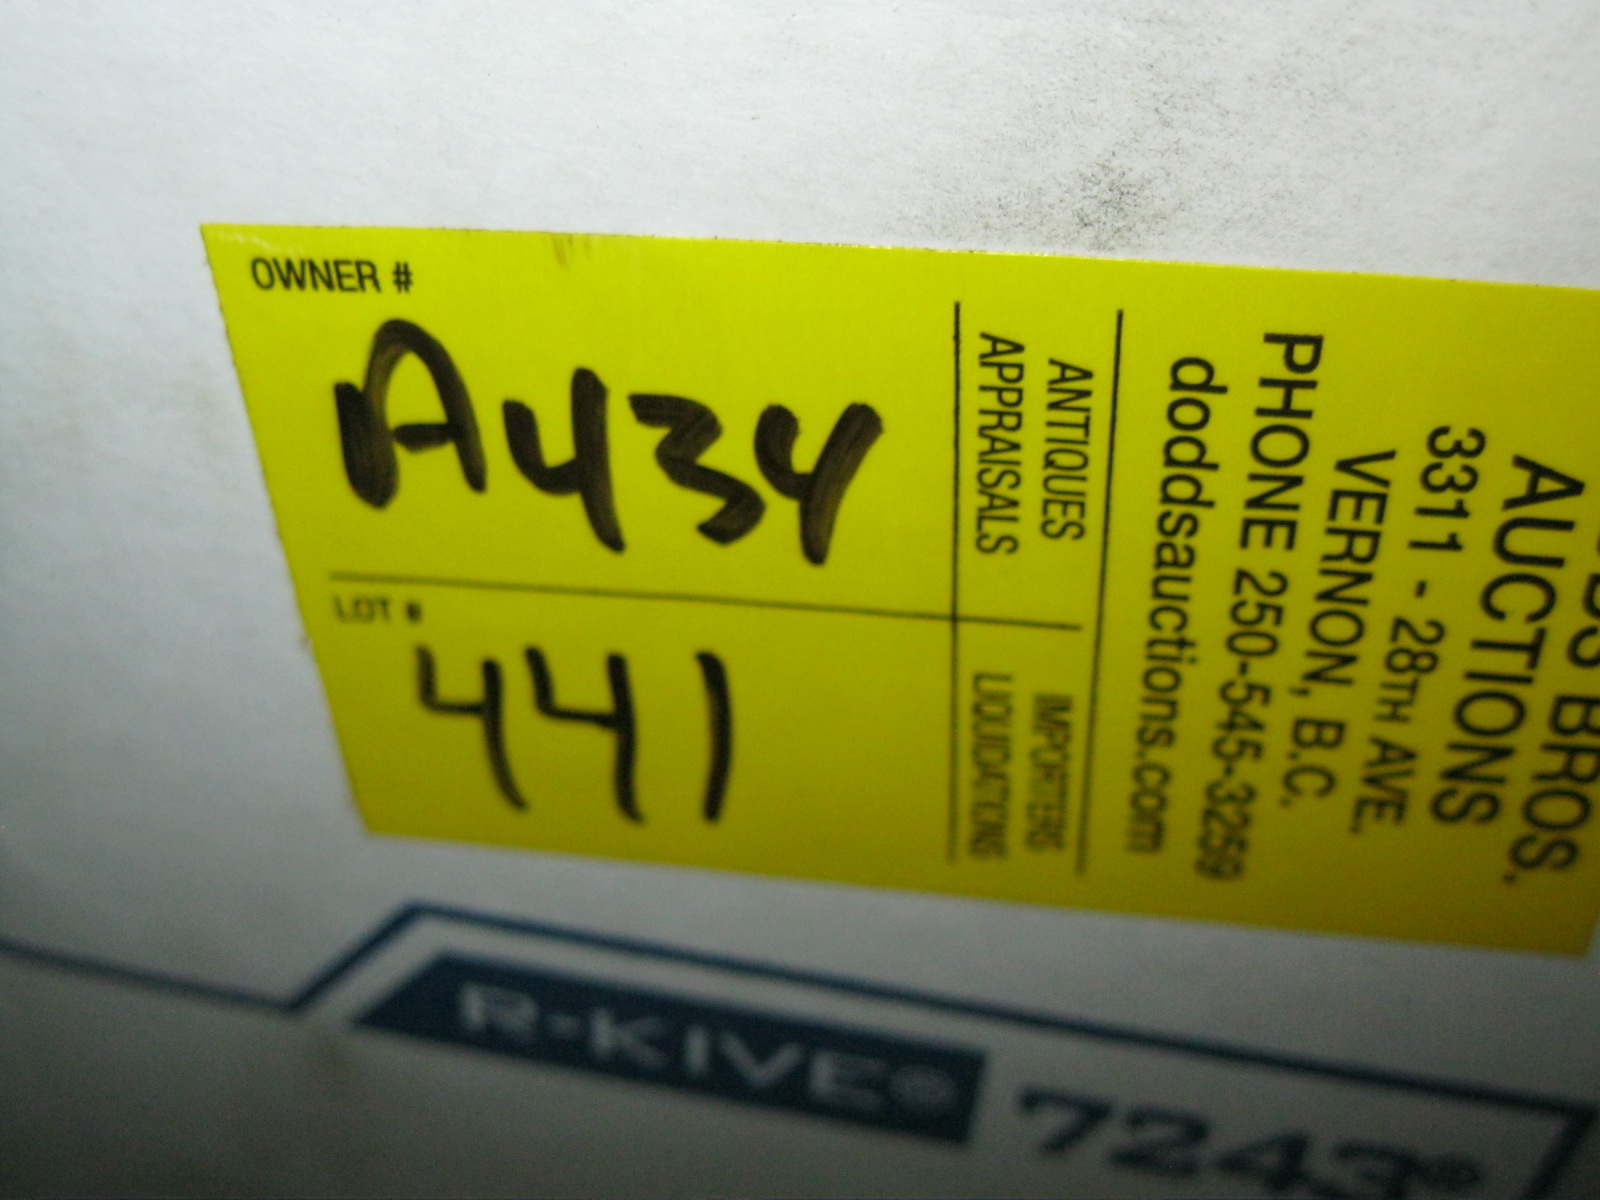 OWNER #
A434
LOT #
441
ANTIQUES
APPRAISALS
IMPORTERS
LIQUIDATIONS
BROS.
AUCTIONS
3311 - 28TH AVE.
VERNON, B.C.
PHONE 250-545-3259
doddsauctions.com
R-KIVE®
7243®